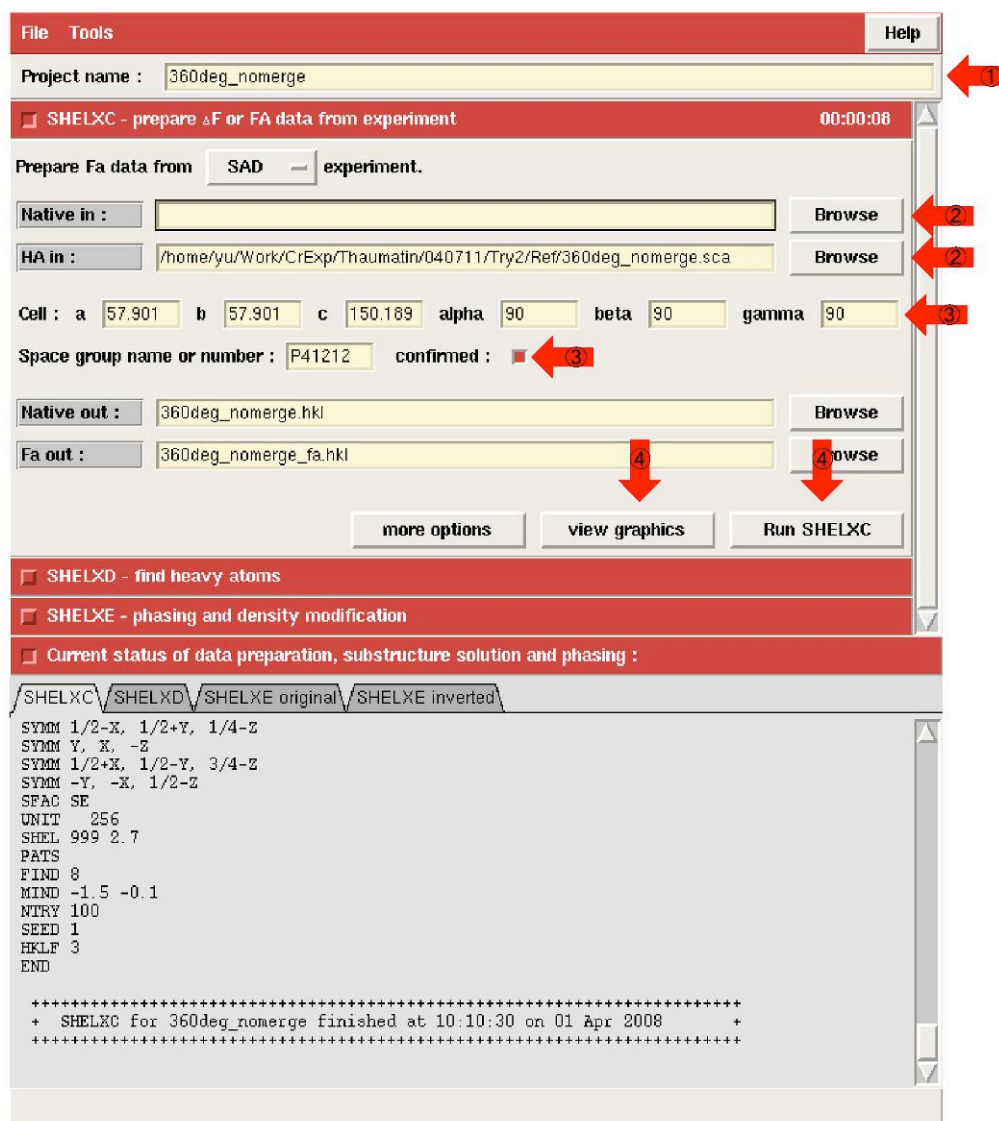 File Tools Help
Project name : 360deg_nomerge ①
SHELXC - prepare ▵F or FA data from experiment 00:00:08
Prepare Fa data from SAD experiment.
Native in : Browse ②
HA in : /home/yu/Work/CrExp/Thaumatin/040711/Try2/Ref/360deg_nomerge.sca Browse ②
Cell : a 57.901 b 57.901 c 150.189 alpha 90 beta 90 gamma 90 ③
Space group name or number : P41212 confirmed : ③
Native out : 360deg_nomerge.hkl Browse
Fa out : 360deg_nomerge_fa.hkl ④ ④ owse
more options view graphics Run SHELXC
SHELXD - find heavy atoms
SHELXE - phasing and density modification
Current status of data preparation, substructure solution and phasing :
SHELXC SHELXD SHELXE original SHELXE inverted
SYMM 1/2-X, 1/2+Y, 1/4-Z
SYMM Y, X, -Z
SYMM 1/2+X, 1/2-Y, 3/4-Z
SYMM -Y, -X, 1/2-Z
SFAC SE
UNIT 256
SHEL 999 2.7
PATS
FIND 8
MIND -1.5 -0.1
NTRY 100
SEED 1
HKLF 3
END
++++++++++++++++++++++++++++++++++++++++++++++++++++++++++++++++++++++++
+ SHELXC for 360deg_nomerge finished at 10:10:30 on 01 Apr 2008 +
++++++++++++++++++++++++++++++++++++++++++++++++++++++++++++++++++++++++